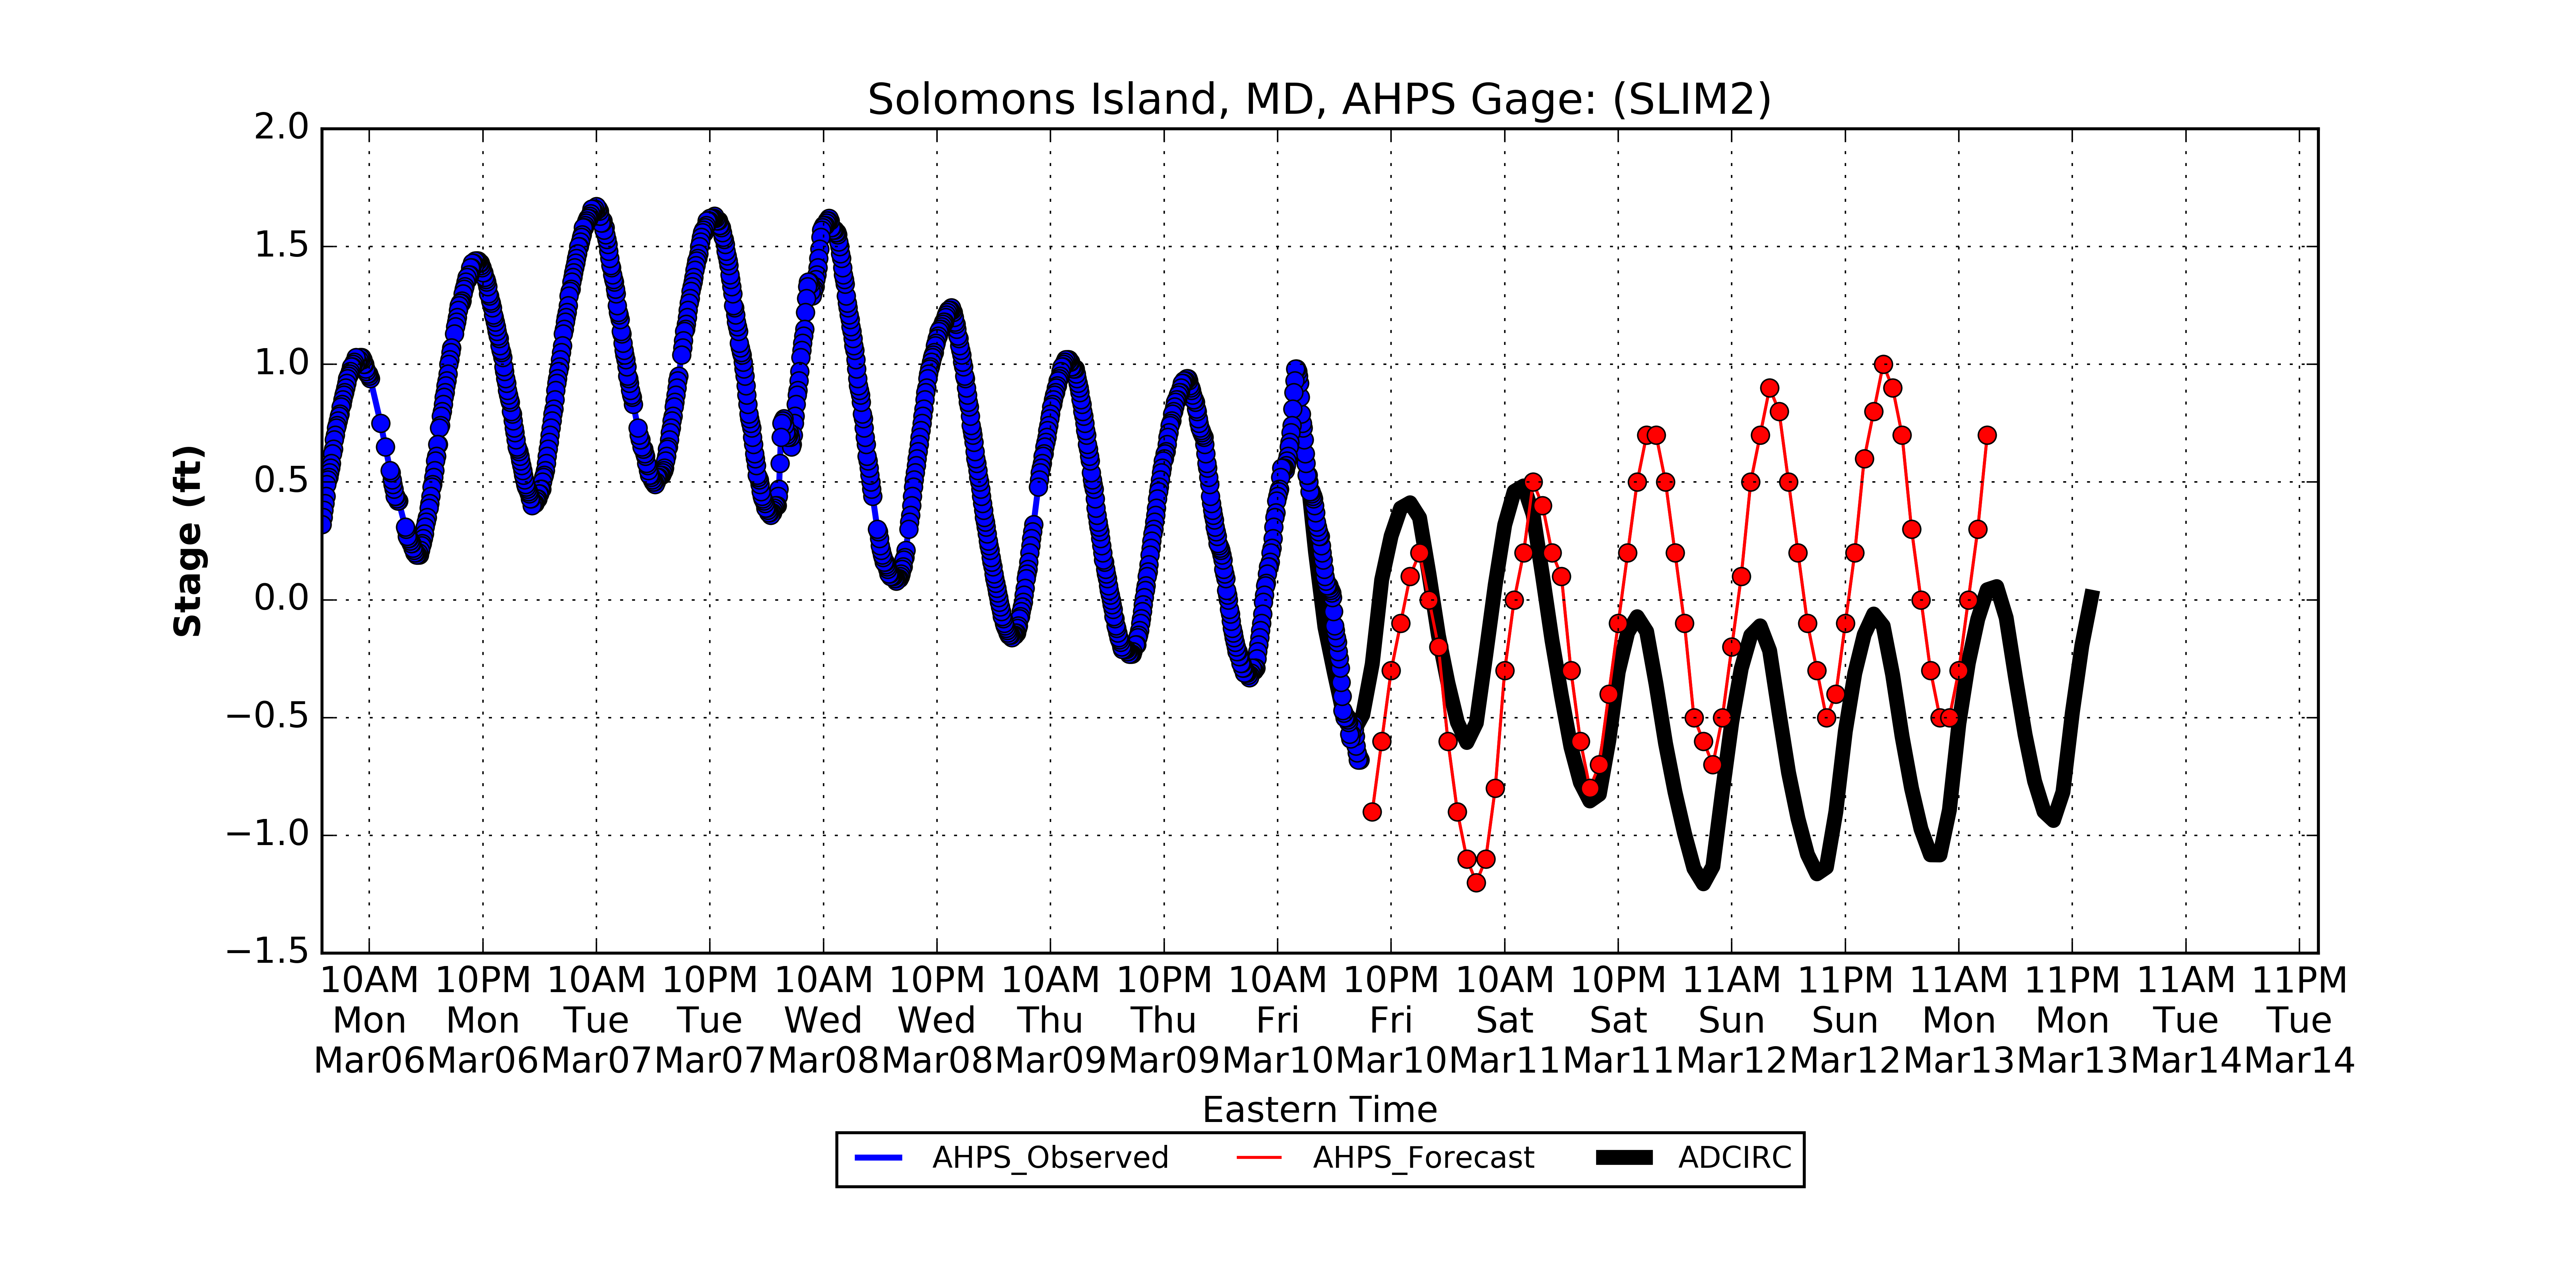 Solomons Island, MD, AHPS Gage: (SLIM2)
2.0
1.5
1.0
0.5
0.0
−0.5
−1.0
−1.5
Stage (ft)
10AM 10PM 10AM 10PM 10AM 10PM 10AM 10PM 10AM 10PM 10AM 10PM 11AM 11PM 11AM 11PM 11AM 11PM
Mon Mon Tue Tue Wed Wed Thu Thu Fri Fri Sat Sat Sun Sun Mon Mon Tue Tue
Mar06 Mar06 Mar07 Mar07 Mar08 Mar08 Mar09 Mar09 Mar10 Mar10 Mar11 Mar11 Mar12 Mar12 Mar13 Mar13 Mar14 Mar14
Eastern Time
AHPS_Observed AHPS_Forecast ADCIRC